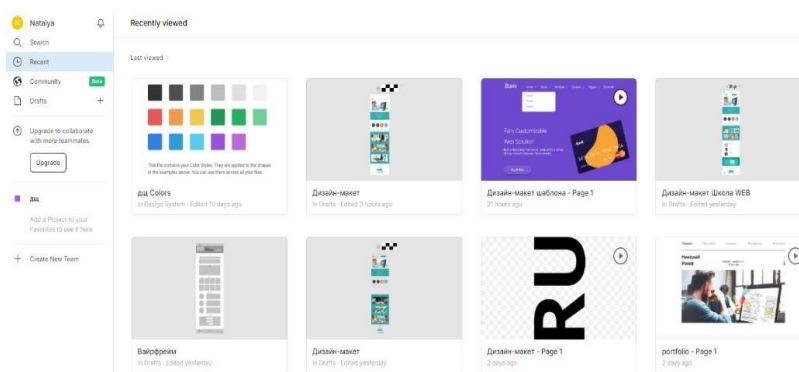 Natalya
Recently viewed
Search
Recent
Last viewed
Community
Beta
Drafts
Upgrade to collaborate
with more teammates
Upgrade
дщ
Add a Project to your
Favorites to see it here
Create New Team
This file contains your Color Styles. They are applied to the shapes
in the examples above. You can use them across all your files.
дщ Colors
In Design System · Edited 10 days ago
Дизайн-макет
In Drafts · Edited 3 hours ago
Fully Customizable
Web Solution
Дизайн-макет шаблона - Page 1
21 hours ago
Дизайн-макет Школа WEB
In Drafts · Edited yesterday
Вайрфрейм
In Drafts · Edited yesterday
Дизайн-макет
In Drafts · Edited yesterday
RU
Дизайн-макет - Page 1
2 days ago
portfolio - Page 1
2 days ago